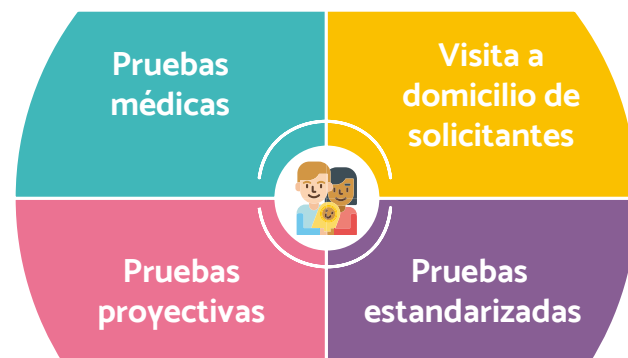 Pruebas
médicas
Visita a
domicilio de
solicitantes
Pruebas
proyectivas
Pruebas
estandarizadas